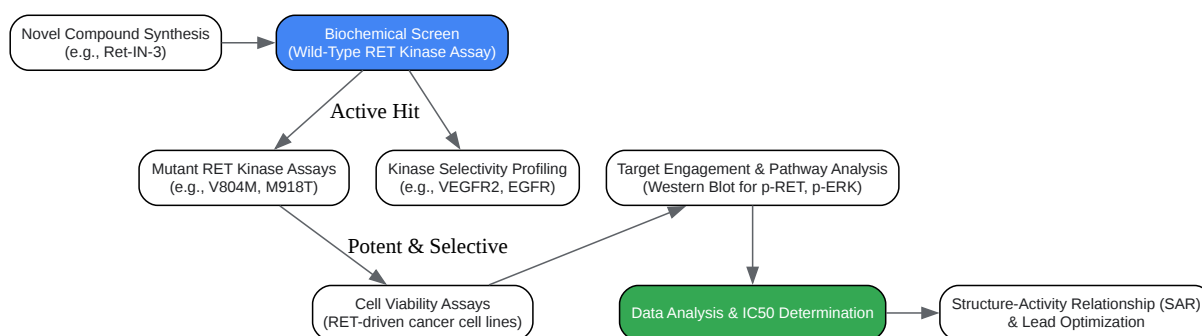 Novel Compound Synthesis
(e.g., Ret-IN-3)
Biochemical Screen
(Wild-Type RET Kinase Assay)
Active Hit
Mutant RET Kinase Assays
(e.g., V804M, M918T)
Kinase Selectivity Profiling
(e.g., VEGFR2, EGFR)
Target Engagement & Pathway Analysis
(Western Blot for p-RET, p-ERK)
Potent & Selective
Cell Viability Assays
(RET-driven cancer cell lines)
Data Analysis & IC50 Determination
Structure-Activity Relationship (SAR)
& Lead Optimization